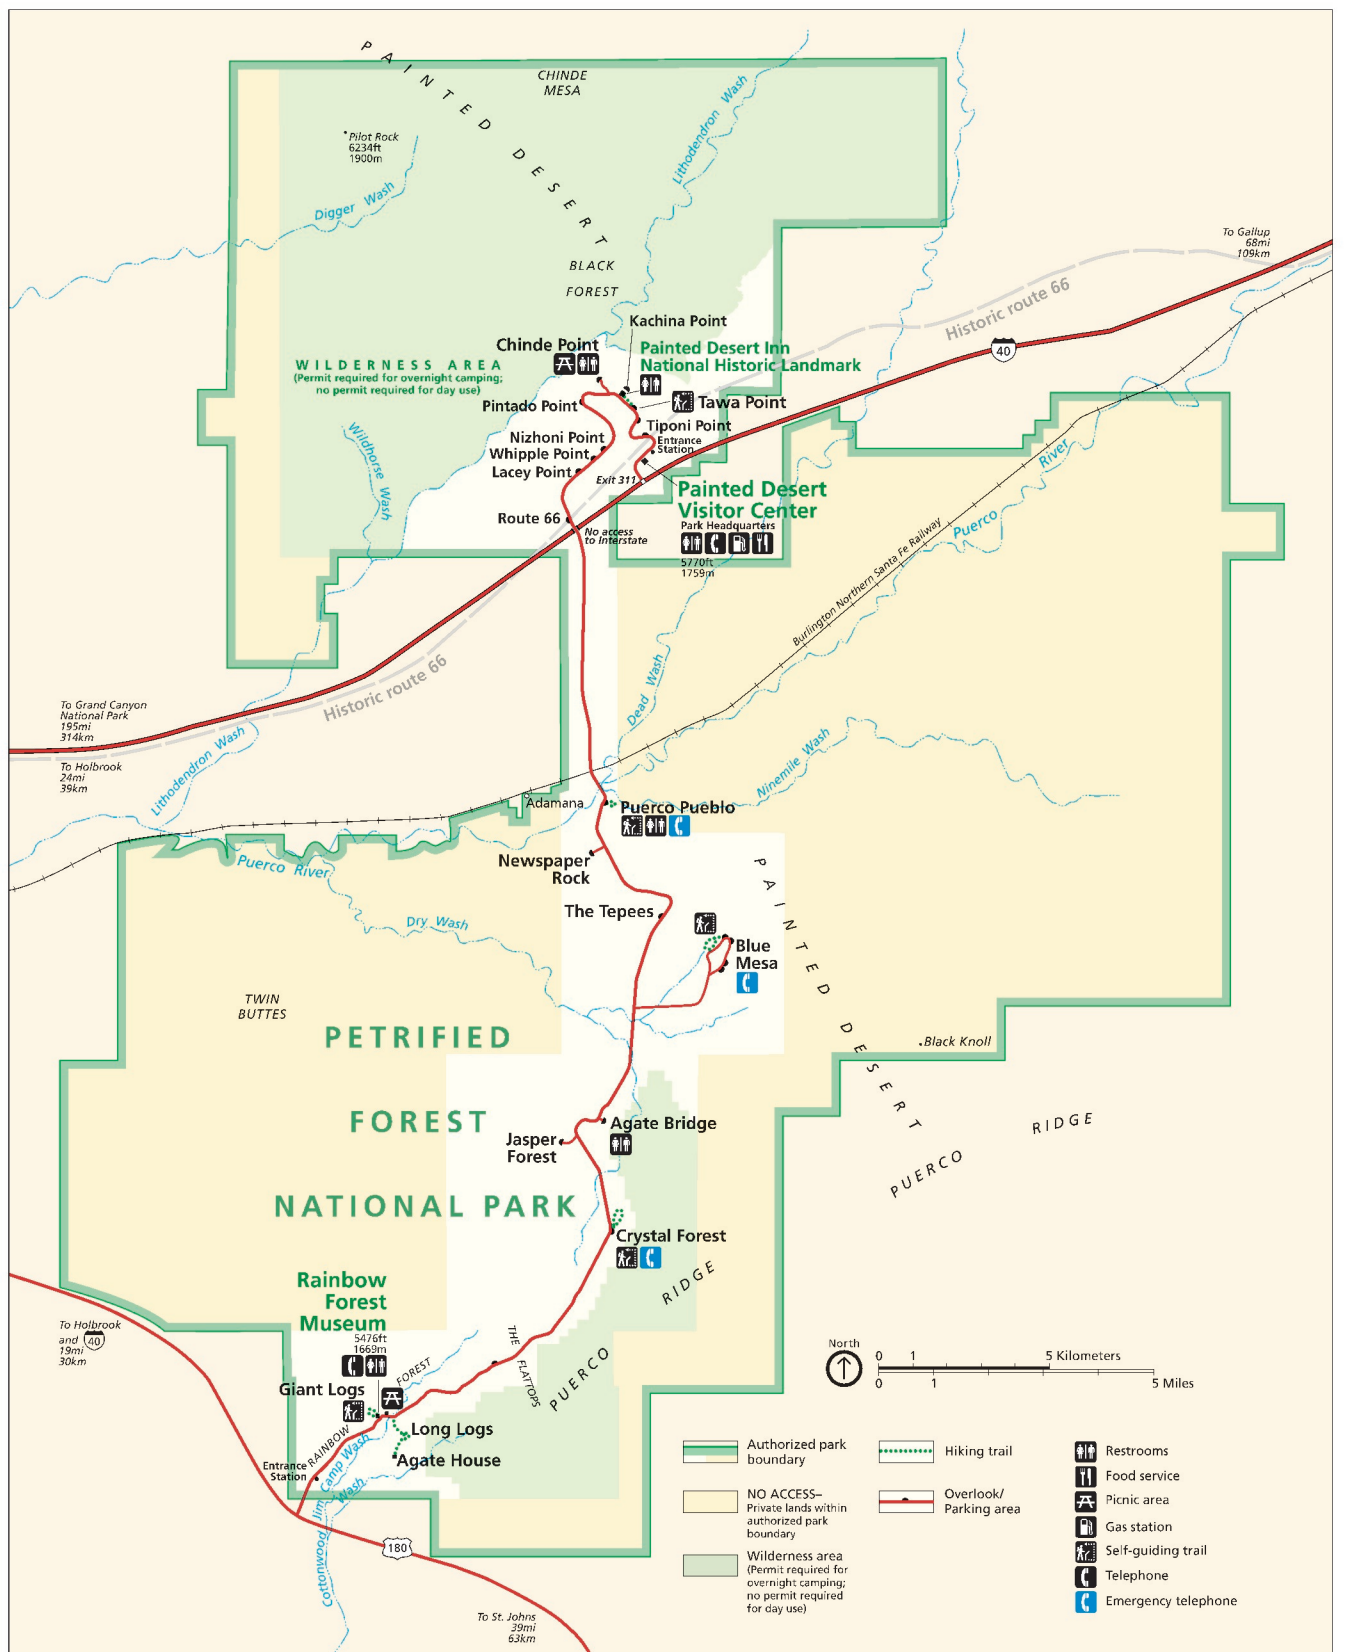 PAINTED DESERT
CHINDE
MESA
Pilot Rock
6234ft
1900m
Lithodendron Wash
Digger Wash
BLACK
FOREST
To Gallup
68mi
109km
Historic route 66
40
Kachina Point
Chinde Point
Painted Desert Inn
National Historic Landmark
WILDERNESS AREA
(Permit required for overnight camping;
no permit required for day use)
Pintado Point
Tawa Point
Tiponi Point
Nizhoni Point
Entrance
Station
Whipple Point
Lacey Point
Exit 311
Wildhorse Wash
Painted Desert
Visitor Center
Park Headquarters
5770ft
1759m
Route 66
No access
to Interstate
Puerco River
Burlington Northern Santa Fe Railway
Dead Wash
Historic route 66
To Grand Canyon
National Park
195mi
314km
To Holbrook
24mi
39km
Lithodendron Wash
Ninemile Wash
Adamana
Puerco Pueblo
Puerco River
Newspaper
Rock
PAINTED DESERT
The Tepees
Dry Wash
Blue
Mesa
TWIN
BUTTES
PETRIFIED
FOREST
NATIONAL PARK
Black Knoll
PUERCO RIDGE
Agate Bridge
Jasper
Forest
Crystal Forest
PUERCO RIDGE
Rainbow
Forest
Museum
5476ft
1669m
To Holbrook
and 40
19mi
30km
THE FLATTOPS
RAINBOW FOREST
Giant Logs
Long Logs
Agate House
Entrance
Station
Jim Camp Wash
Cottonwood Wash
180
To St. Johns
39mi
63km
North
0 1 5 Kilometers
0 1 5 Miles
Authorized park
boundary
NO ACCESS–
Private lands within
authorized park
boundary
Wilderness area
(Permit required for
overnight camping;
no permit required
for day use)
Hiking trail
Overlook/
Parking area
Restrooms
Food service
Picnic area
Gas station
Self-guiding trail
Telephone
Emergency telephone